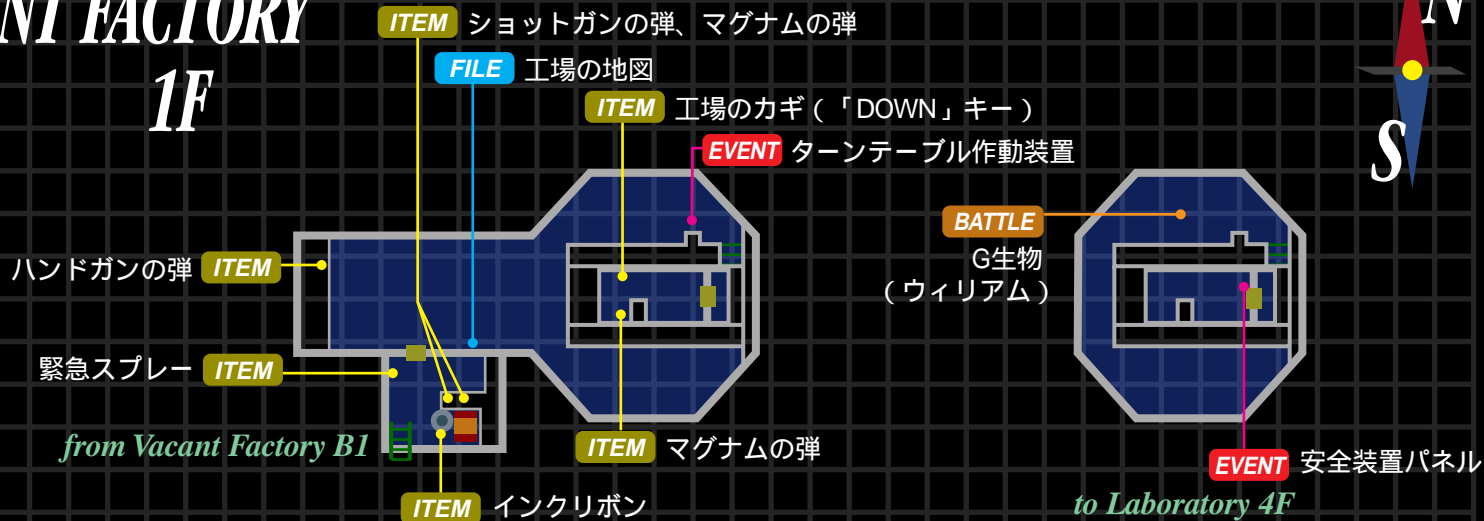 NT FACTORY
1F
ITEM ショットガンの弾、マグナムの弾
FILE 工場の地図
ITEM 工場のカギ(「DOWN」キー)
EVENT ターンテーブル作動装置
N
S
ハンドガンの弾 ITEM
BATTLE
G生物
(ウィリアム)
緊急スプレー ITEM
from Vacant Factory B1
ITEM マグナムの弾
EVENT 安全装置パネル
ITEM インクリボン
to Laboratory 4F